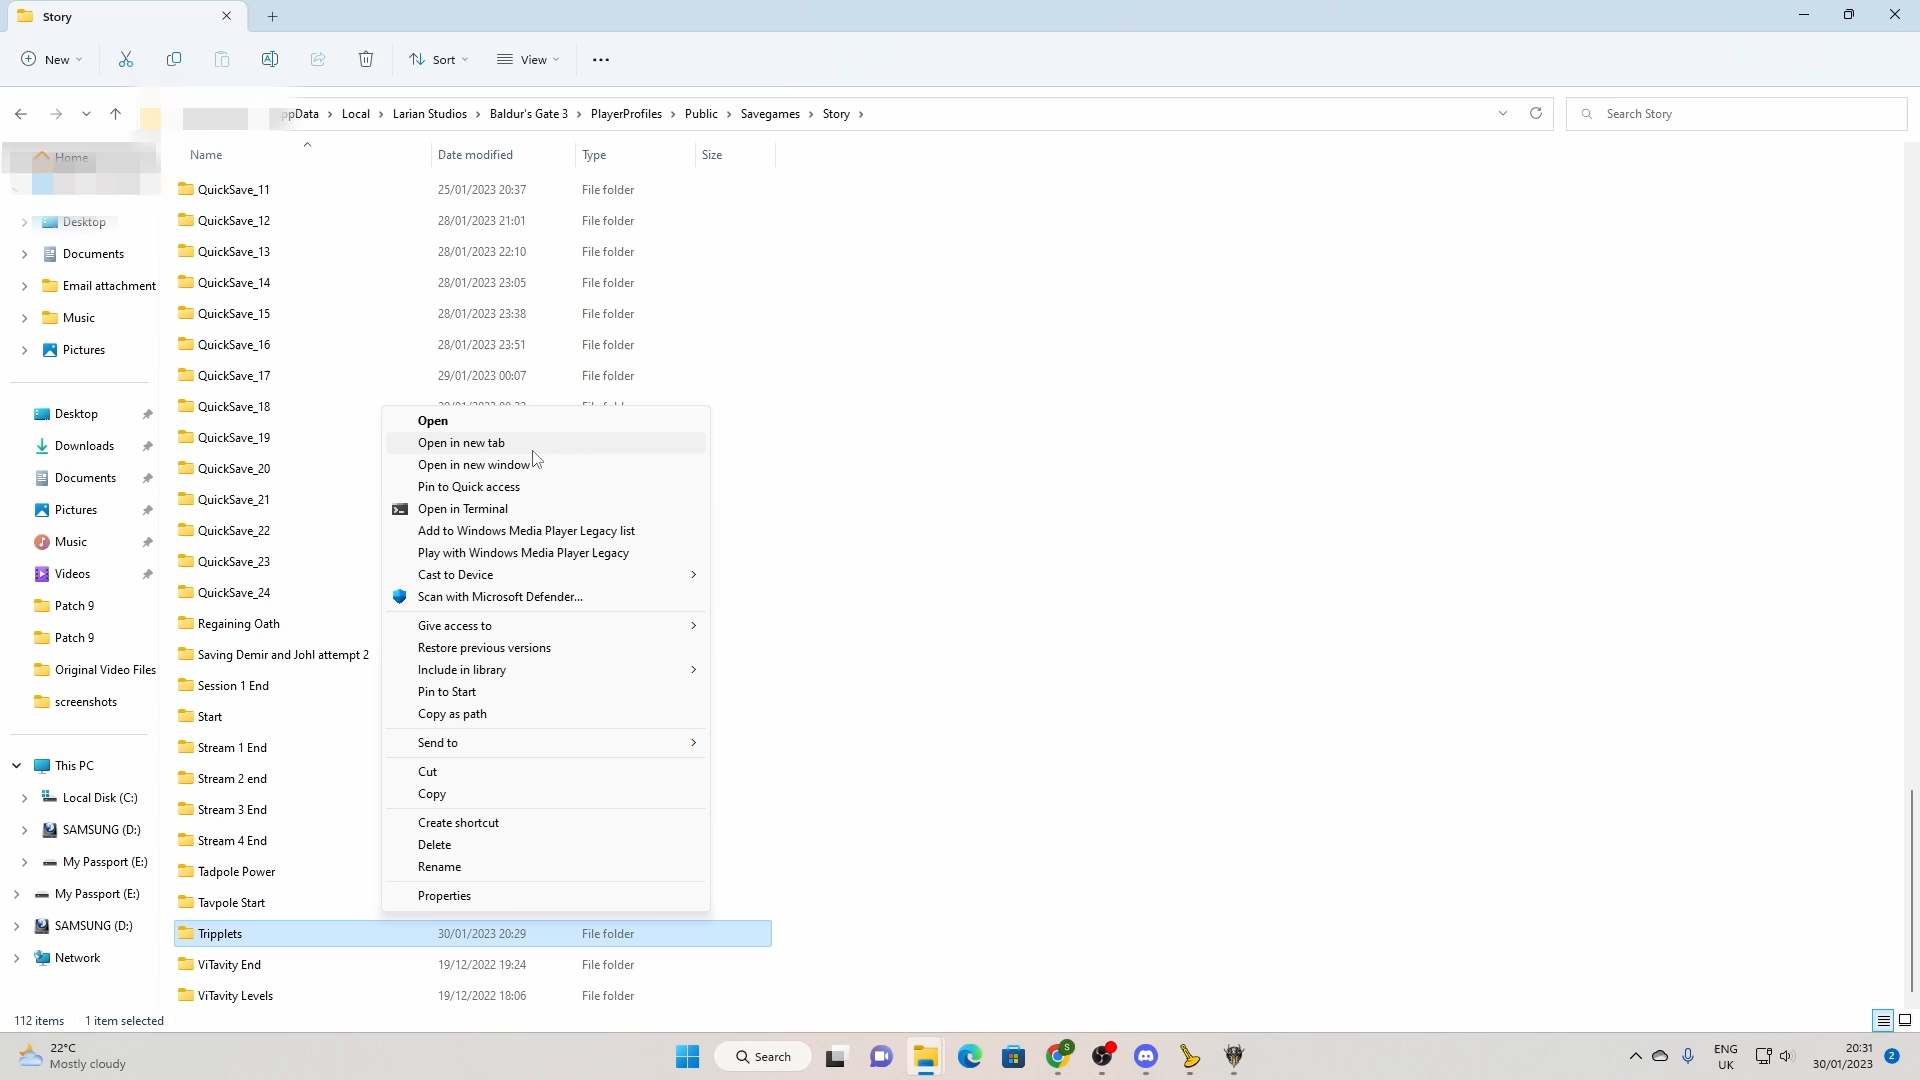 Story
New
Sort
View
ppData > Local > Larian Studios > Baldur's Gate 3 > PlayerProfiles > Public > Savegames > Story >
Search Story
Home
Desktop
Documents
Email attachment
Music
Pictures
Desktop
Downloads
Documents
Pictures
Music
Videos
Patch 9
Patch 9
Original Video Files
screenshots
This PC
Local Disk (C:)
SAMSUNG (D:)
My Passport (E:)
My Passport (E:)
SAMSUNG (D:)
Network
Name Date modified Type Size
QuickSave_11 25/01/2023 20:37 File folder
QuickSave_12 28/01/2023 21:01 File folder
QuickSave_13 28/01/2023 22:10 File folder
QuickSave_14 28/01/2023 23:05 File folder
QuickSave_15 28/01/2023 23:38 File folder
QuickSave_16 28/01/2023 23:51 File folder
QuickSave_17 29/01/2023 00:07 File folder
QuickSave_18
QuickSave_19
QuickSave_20
QuickSave_21
QuickSave_22
QuickSave_23
QuickSave_24
Regaining Oath
Saving Demir and Johl attempt 2
Session 1 End
Start
Stream 1 End
Stream 2 end
Stream 3 End
Stream 4 End
Tadpole Power
Tavpole Start
Tripplets 30/01/2023 20:29 File folder
ViTavity End 19/12/2022 19:24 File folder
ViTavity Levels 19/12/2022 18:06 File folder
Open
Open in new tab
Open in new window
Pin to Quick access
Open in Terminal
Add to Windows Media Player Legacy list
Play with Windows Media Player Legacy
Cast to Device
Scan with Microsoft Defender...
Give access to
Restore previous versions
Include in library
Pin to Start
Copy as path
Send to
Cut
Copy
Create shortcut
Delete
Rename
Properties
112 items 1 item selected
22°C
Mostly cloudy
Search
S
ENG
UK
20:31
30/01/2023
2